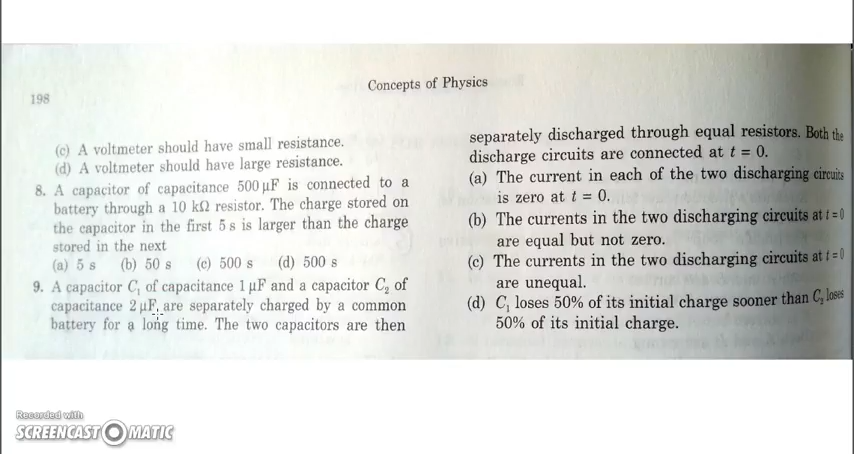 198
Concepts of Physics
(c) A voltmeter should have small resistance.
(d) A voltmeter should have large resistance.
8. A capacitor of capacitance 500 μF is connected to a
battery through a 10 kΩ resistor. The charge stored on
the capacitor in the first 5 s is larger than the charge
stored in the next
(a) 5 s (b) 50 s (c) 500 s (d) 500 s
9. A capacitor C₁ of capacitance 1 μF and a capacitor C₂ of
capacitance 2 μF are separately charged by a common
battery for a long time. The two capacitors are then
separately discharged through equal resistors. Both the
discharge circuits are connected at t = 0.
(a) The current in each of the two discharging circuits
is zero at t = 0.
(b) The currents in the two discharging circuits at t = 0
are equal but not zero.
(c) The currents in the two discharging circuits at t = 0
are unequal.
(d) C₁ loses 50% of its initial charge sooner than C₂ loses
50% of its initial charge.
Recorded with
SCREENCAST O MATIC